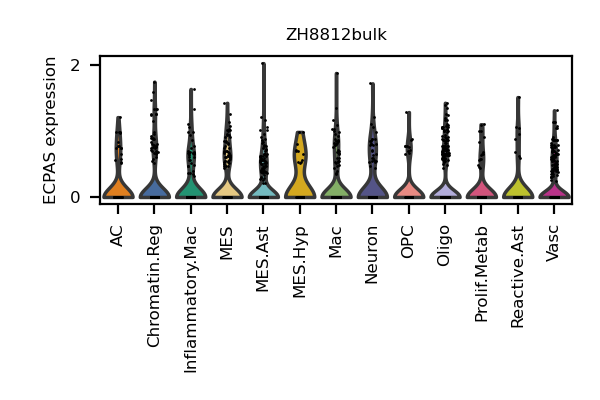 ZH8812bulk
ECPAS expression
2
0
AC
Chromatin.Reg
Inflammatory.Mac
MES
MES.Ast
MES.Hyp
Mac
Neuron
OPC
Oligo
Prolif.Metab
Reactive.Ast
Vasc